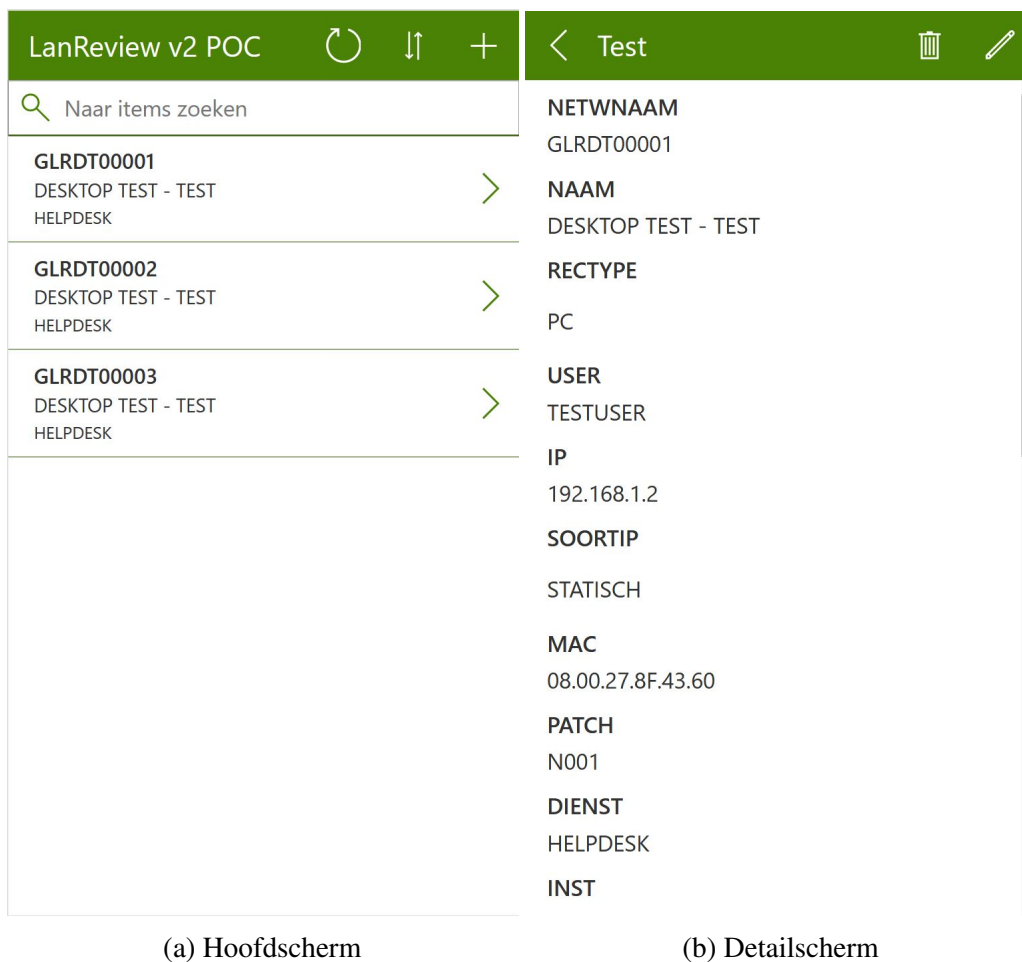 LanReview v2 POC
Naar items zoeken
GLRDT00001
DESKTOP TEST - TEST
HELPDESK
GLRDT00002
DESKTOP TEST - TEST
HELPDESK
GLRDT00003
DESKTOP TEST - TEST
HELPDESK
(a) Hoofdscherm
Test
NETWNAAM
GLRDT00001
NAAM
DESKTOP TEST - TEST
RECTYPE
PC
USER
TESTUSER
IP
192.168.1.2
SOORTIP
STATISCH
MAC
08.00.27.8F.43.60
PATCH
N001
DIENST
HELPDESK
INST
(b) Detailscherm